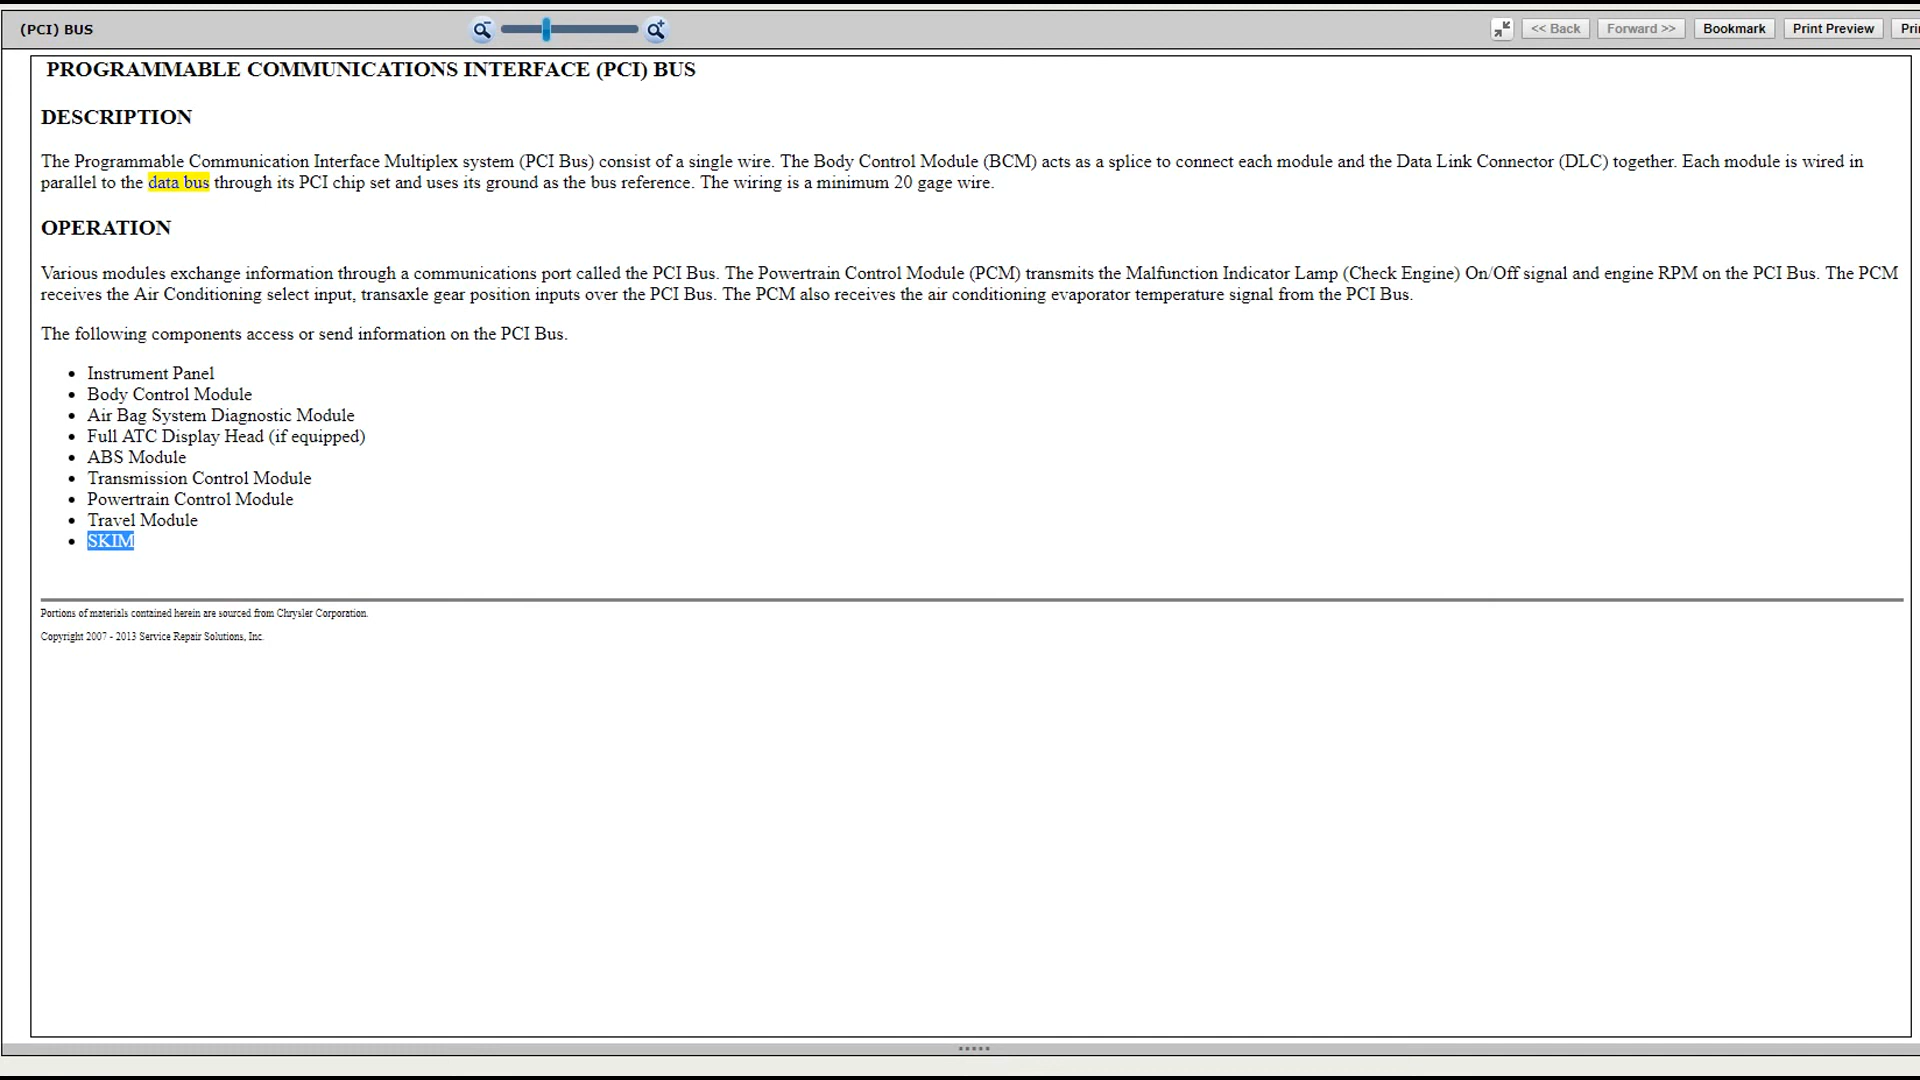 (PCI) BUS
<< Back
Forward >>
Bookmark
Print Preview
PROGRAMMABLE COMMUNICATIONS INTERFACE (PCI) BUS
DESCRIPTION
The Programmable Communication Interface Multiplex system (PCI Bus) consist of a single wire. The Body Control Module (BCM) acts as a splice to connect each module and the Data Link Connector (DLC) together. Each module is wired in
parallel to the data bus through its PCI chip set and uses its ground as the bus reference. The wiring is a minimum 20 gage wire.
OPERATION
Various modules exchange information through a communications port called the PCI Bus. The Powertrain Control Module (PCM) transmits the Malfunction Indicator Lamp (Check Engine) On/Off signal and engine RPM on the PCI Bus. The PCM
receives the Air Conditioning select input, transaxle gear position inputs over the PCI Bus. The PCM also receives the air conditioning evaporator temperature signal from the PCI Bus.
The following components access or send information on the PCI Bus.
• Instrument Panel
• Body Control Module
• Air Bag System Diagnostic Module
• Full ATC Display Head (if equipped)
• ABS Module
• Transmission Control Module
• Powertrain Control Module
• Travel Module
• SKIM
Portions of materials contained herein are sourced from Chrysler Corporation.
Copyright 2007 - 2013 Service Repair Solutions, Inc.